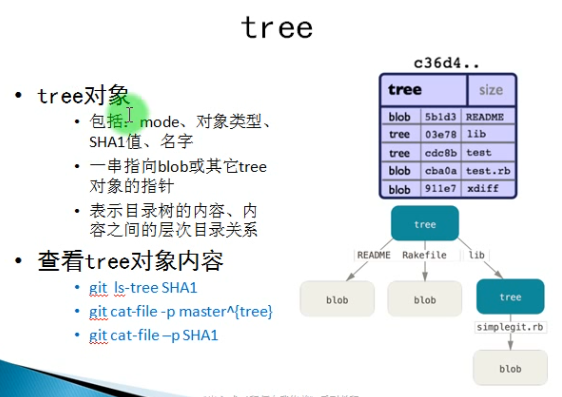 tree
• tree对象
• 包括：mode、对象类型、
SHA1值、名字
• 一串指向blob或其它tree
对象的指针
• 表示目录树的内容、内
容之间的层次目录关系
• 查看tree对象内容
• git ls-tree SHA1
• git cat-file -p master^{tree}
• git cat-file –p SHA1
c36d4..
tree size
blob 5b1d3 README
tree 03e78 lib
tree cdc8b test
blob cba0a test.rb
blob 911e7 xdiff
tree
README Rakefile lib
blob blob tree
simplegit.rb
blob